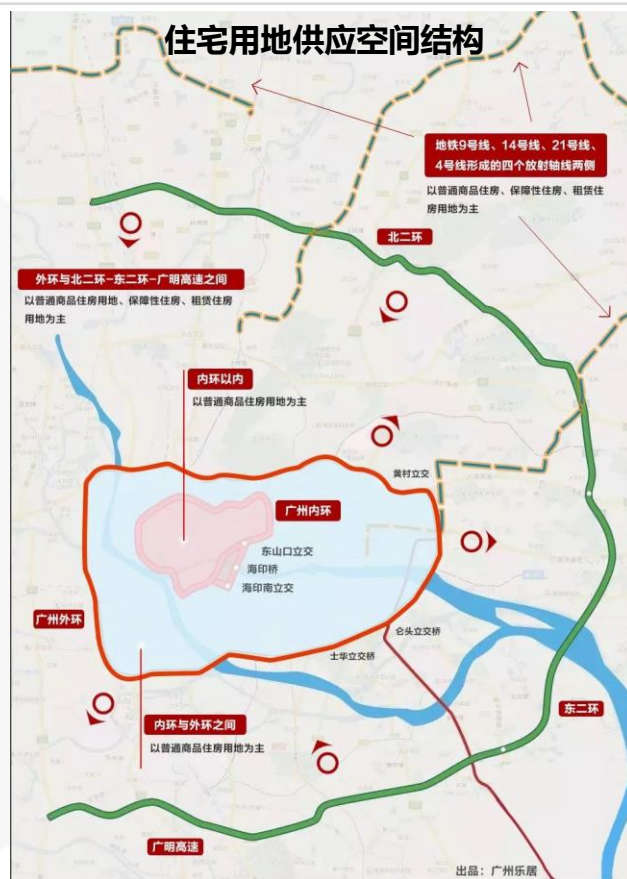 住宅用地供应空间结构
地铁9号线、14号线、21号线、
4号线形成的四个放射轴线两侧
以普通商品住房、保障性住房、租赁住
房用地为主
北二环
外环与北二环-东二环-广明高速之间
以普通商品住房用地、保障性住房、租赁住房
用地为主
内环以内
以普通商品住房用地为主
黄村立交
广州内环
东山口立交
海印桥
海印南立交
广州外环
仑头立交桥
土华立交桥
东二环
内环与外环之间
以普通商品住房用地为主
广明高速
出品：广州乐居